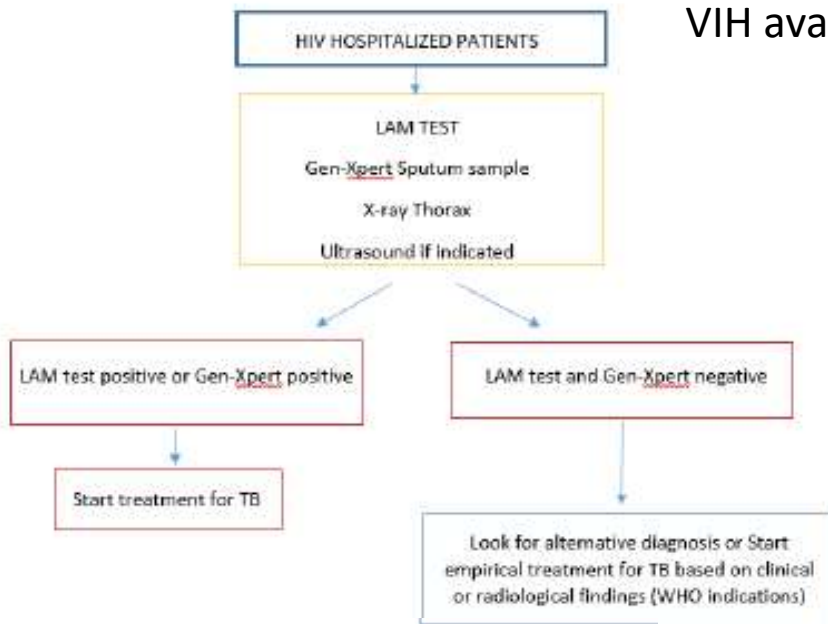 VIH ava
HIV HOSPITALIZED PATIENTS
LAM TEST
Gen-Xpert Sputum sample
X-ray Thorax
Ultrasound if indicated
LAM test positive or Gen-Xpert positive
LAM test and Gen-Xpert negative
Start treatment for TB
Look for alternative diagnosis or Start
empirical treatment for TB based on clinical
or radiological findings (WHO indications)